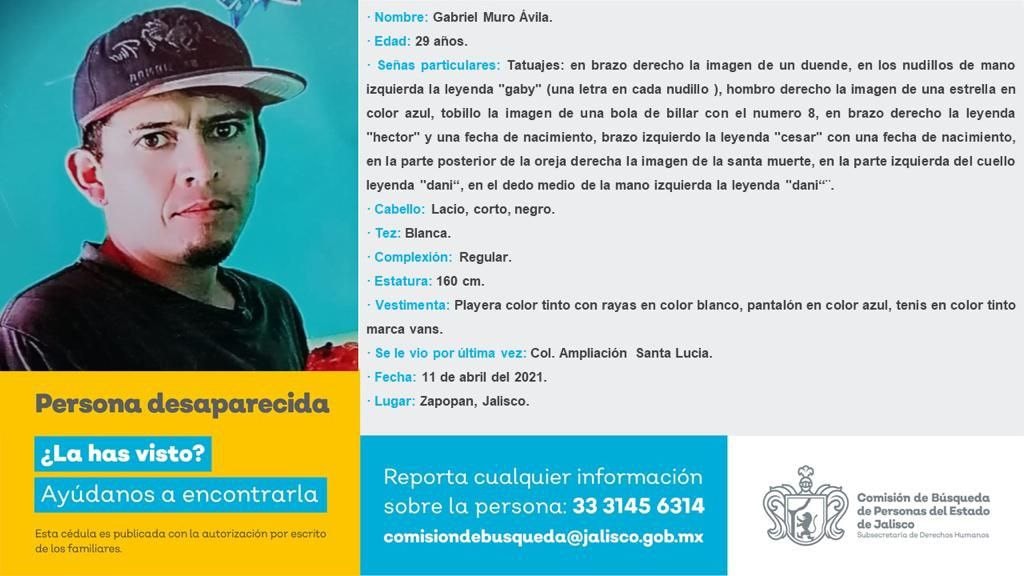 · Nombre: Gabriel Muro Ávila.
· Edad: 29 años.
· Señas particulares: Tatuajes: en brazo derecho la imagen de un duende, en los nudillos de mano
izquierda la leyenda "gaby" (una letra en cada nudillo ), hombro derecho la imagen de una estrella en
color azul, tobillo la imagen de una bola de billar con el numero 8, en brazo derecho la leyenda
"hector" y una fecha de nacimiento, brazo izquierdo la leyenda "cesar" con una fecha de nacimiento,
en la parte posterior de la oreja derecha la imagen de la santa muerte, en la parte izquierda del cuello
leyenda "dani“, en el dedo medio de la mano izquierda la leyenda "dani“¨.
· Cabello: Lacio, corto, negro.
· Tez: Blanca.
· Complexión: Regular.
· Estatura: 160 cm.
· Vestimenta: Playera color tinto con rayas en color blanco, pantalón en color azul, tenis en color tinto
marca vans.
· Se le vio por última vez: Col. Ampliación Santa Lucia.
· Fecha: 11 de abril del 2021.
· Lugar: Zapopan, Jalisco.
Persona desaparecida
¿La has visto?
Ayúdanos a encontrarla
Esta cédula es publicada con la autorización por escrito
de los familiares.
Reporta cualquier información
sobre la persona: 33 3145 6314
comisiondebusqueda@jalisco.gob.mx
Comisión de Búsqueda
de Personas del Estado
de Jalisco
Subsecretaría de Derechos Humanos